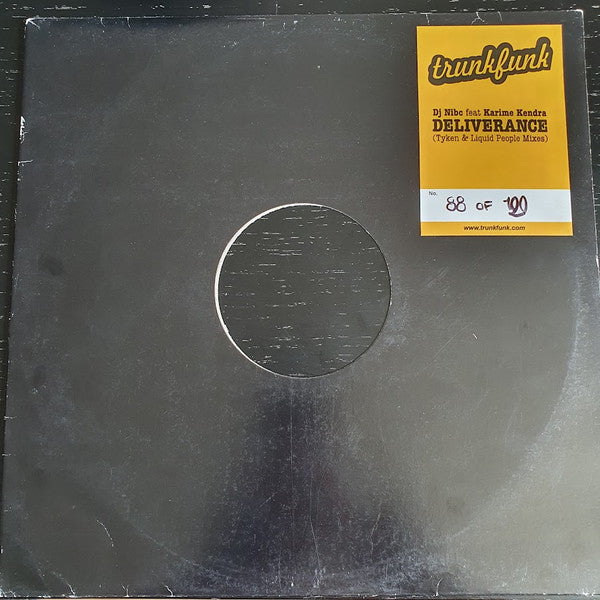 trunkfunk
Dj Nibc feat Karime Kendra
DELIVERANCE
(Tyken & Liquid People Mixes)
No.
88 OF 100
www.trunkfunk.com